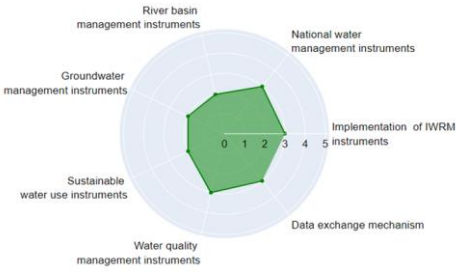 River basin
management instruments
National water
management instruments
Groundwater
management instruments
Implementation of IWRM
instruments
0 1 2 3 4 5
Sustainable
water use instruments
Data exchange mechanism
Water quality
management instruments